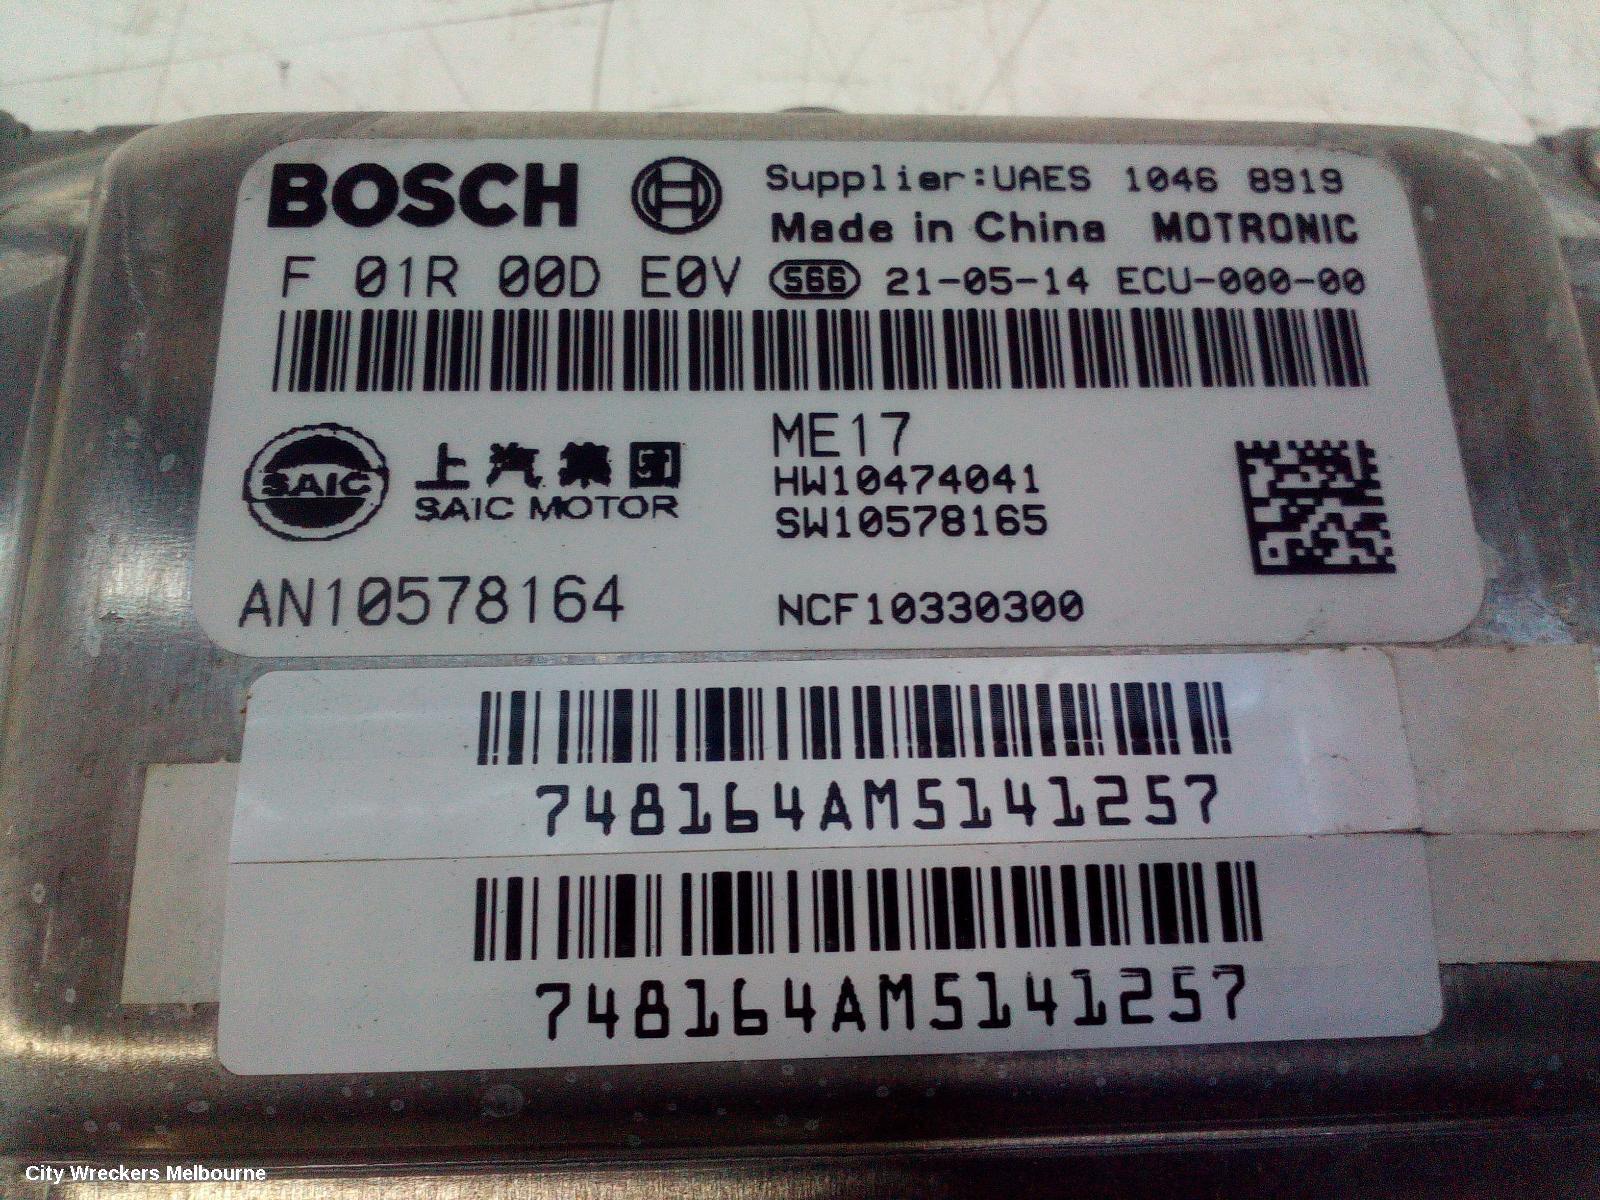 BOSCH Supplier:UAES 1046 8919
Made in China MOTRONIC
F 01R 00D E0V 566 21-05-14 ECU-000-00
ME17
SAIC 上汽集团 HW10474041
SAIC MOTOR SW10578165
AN10578164 NCF10330300
748164AM5141257
748164AM5141257
City Wreckers Melbourne